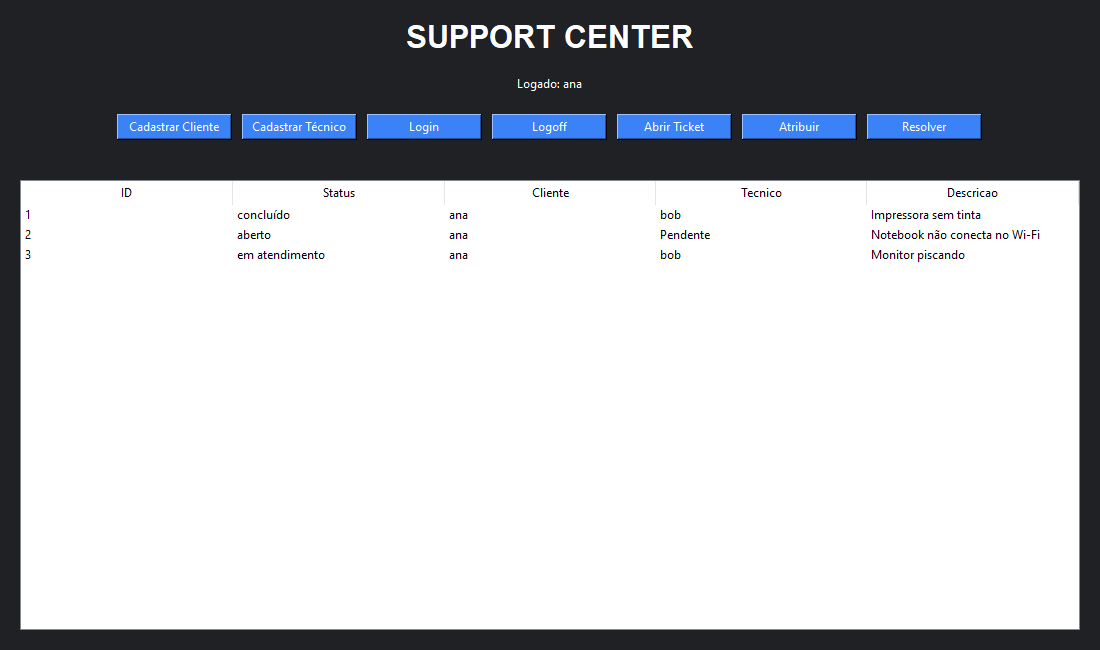 SUPPORT CENTER
Logado: ana
Cadastrar Cliente Cadastrar Técnico Login Logoff Abrir Ticket Atribuir Resolver
ID Status Cliente Tecnico Descricao
1 concluído ana bob Impressora sem tinta
2 aberto ana Pendente Notebook não conecta no Wi-Fi
3 em atendimento ana bob Monitor piscando